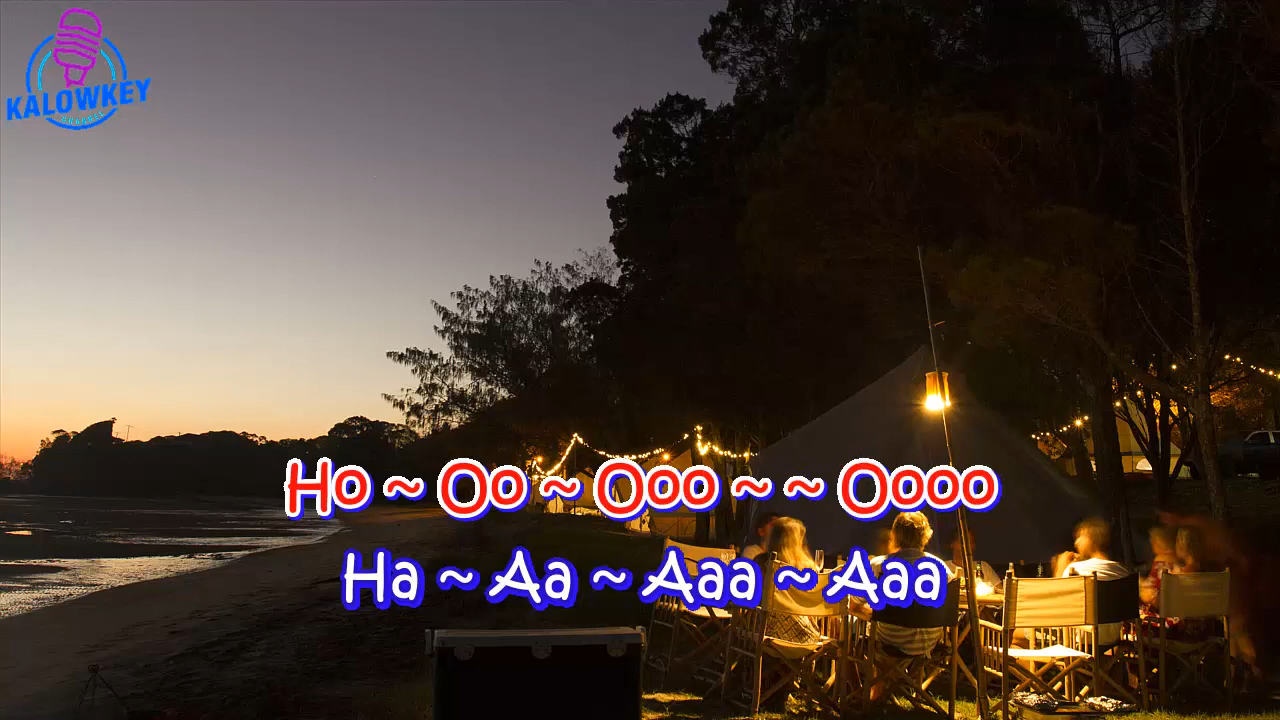 KALOWKEY
Ho ~ Oo ~ Ooo ~ ~ Oooo
Ha ~ Aa ~ Aaa ~ Aaa